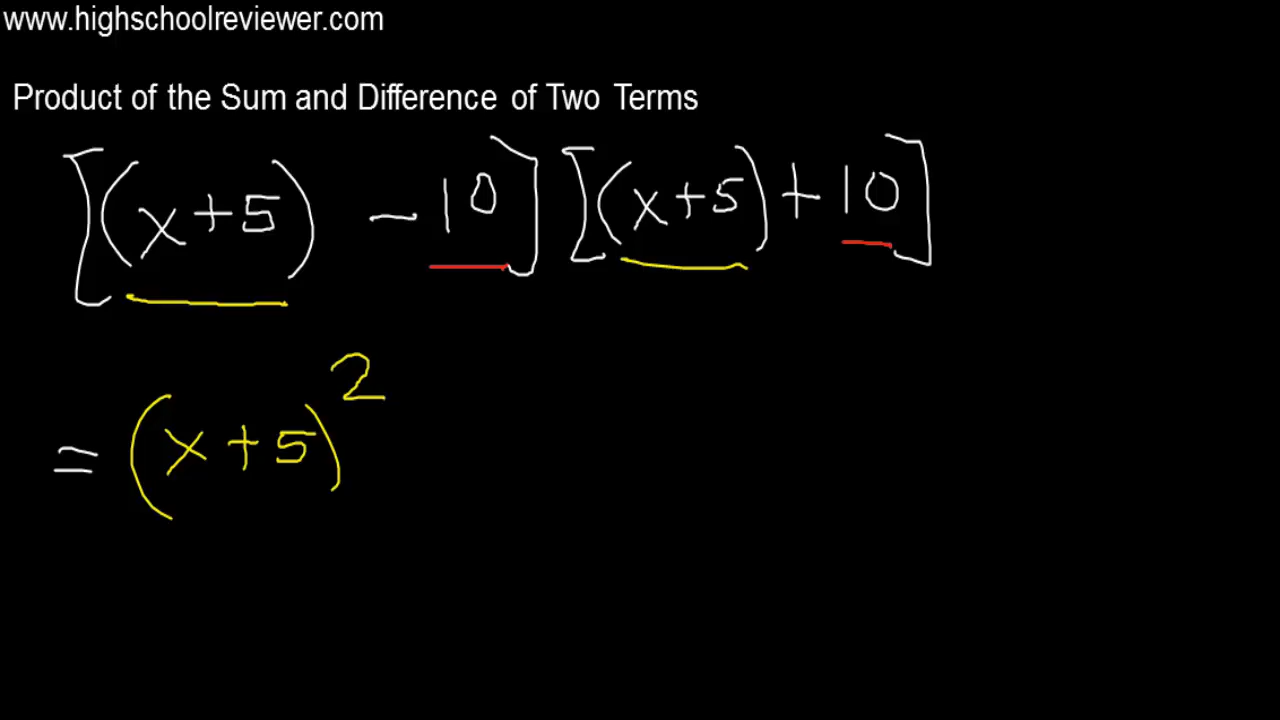 www.highschoolreviewer.com
Product of the Sum and Difference of Two Terms
[(x+5) - 10] [(x+5) + 10]
= (x+5)²